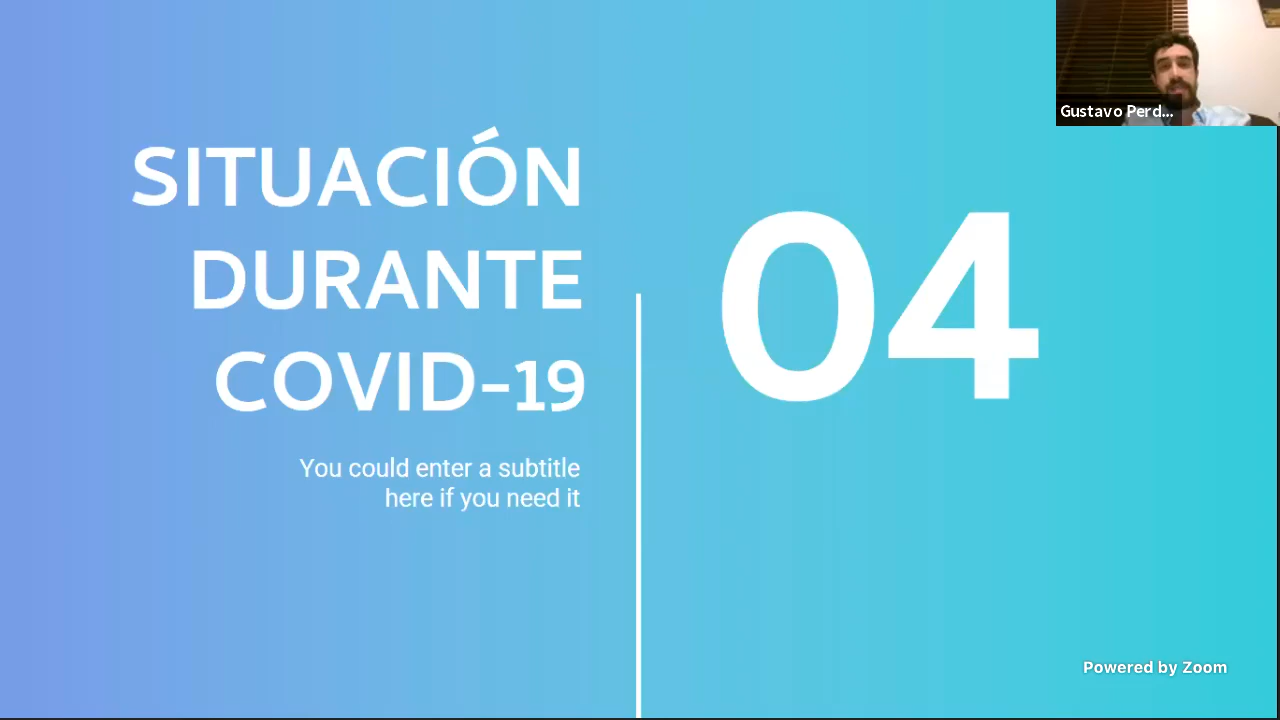 Gustavo Perd...
SITUACIÓN
DURANTE
COVID-19
04
You could enter a subtitle
here if you need it
Powered by Zoom